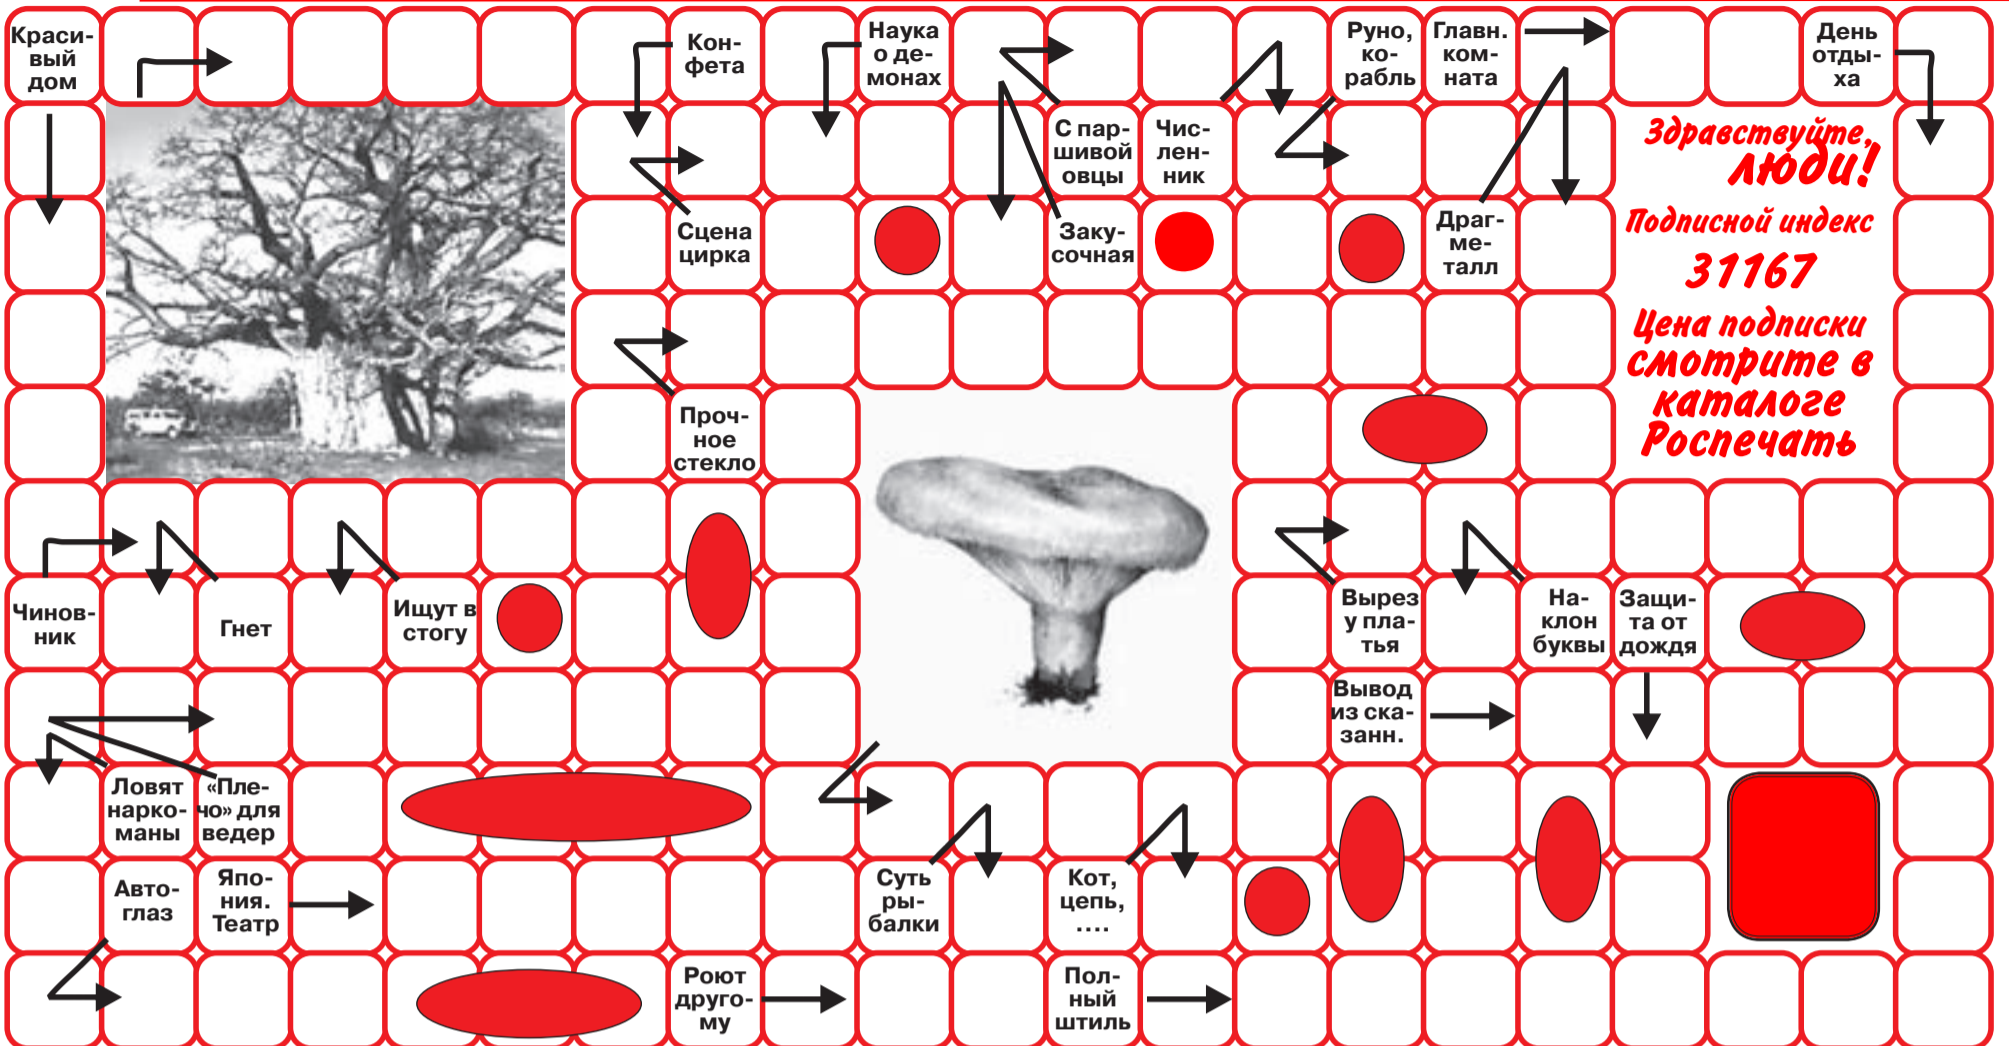 Краси-
вый
дом
Кон-
фета
Наука
о де-
монах
Руно,
ко-
рабль
Главн.
ком-
ната
День
отды-
ха
С пар-
шивой
овцы
Чис-
лен-
ник
Здравствуйте,
ЛЮДИ!
Сцена
цирка
Заку-
сочная
Драг-
ме-
талл
Подписной индекс
31167
Цена подписки
смотрите в
каталоге
Роспечать
Проч-
ное
стекло
Чинов-
ник
Гнет
Ищут в
стогу
Вырез
у пла-
тья
На-
клон
буквы
Защи-
та от
дождя
Вывод
из ска-
занн.
Ловят
нарко-
маны
«Пле-
чо» для
ведер
Авто-
глаз
Япо-
ния.
Театр
Суть
ры-
балки
Кот,
цепь,
....
Роют
друго-
му
Пол-
ный
штиль